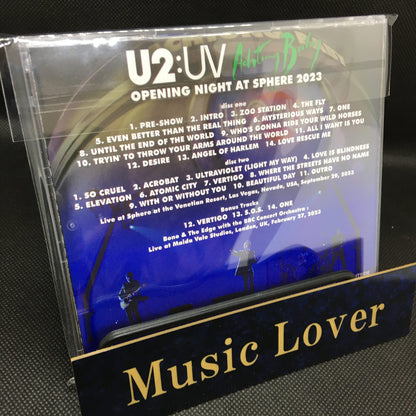 U2:UV Achtung Baby
OPENING NIGHT AT SPHERE 2023
disc one
1. PRE-SHOW 2. INTRO 3. ZOO STATION 4. THE FLY
5. EVEN BETTER THAN THE REAL THING 6. MYSTERIOUS WAYS 7. ONE
8. UNTIL THE END OF THE WORLD 9. WHO'S GONNA RIDE YOUR WILD HORSES
10. TRYIN' TO THROW YOUR ARMS AROUND THE WORLD 11. ALL I WANT IS YOU
12. DESIRE 13. ANGEL OF HARLEM 14. LOVE RESCUE ME
disc two
1. SO CRUEL 2. ACROBAT 3. ULTRAVIOLET (LIGHT MY WAY) 4. LOVE IS BLINDNESS
5. ELEVATION 6. ATOMIC CITY 7. VERTIGO 8. WHERE THE STREETS HAVE NO NAME
9. WITH OR WITHOUT YOU 10. BEAUTIFUL DAY 11. OUTRO
Live at Sphere at the Venetian Resort, Las Vegas, Nevada, USA, September 29, 2023
Bonus Tracks
12. VERTIGO 13. S.O.S. 14. ONE
Bono & The Edge with the BBC Concert Orchestra :
Live at Maida Vale Studios, London, UK, February 27, 2023
Music Lover